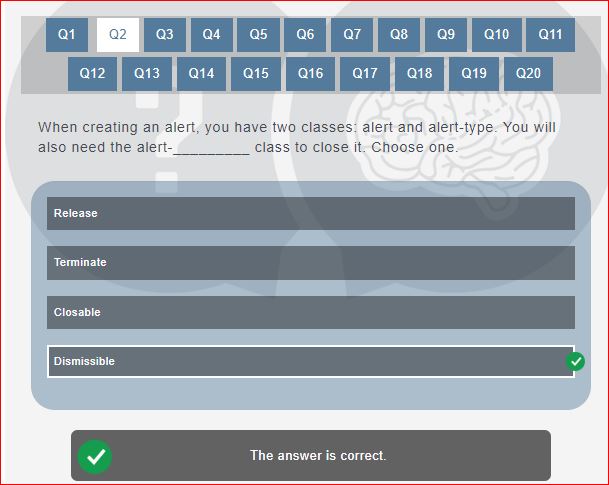 Q1 Q2 Q3 Q4 Q5 Q6 Q7 Q8 Q9 Q10 Q11
Q12 Q13 Q14 Q15 Q16 Q17 Q18 Q19 Q20
When creating an alert, you have two classes: alert and alert-type. You will
also need the alert-_________ class to close it. Choose one.
Release
Terminate
Closable
Dismissible
The answer is correct.